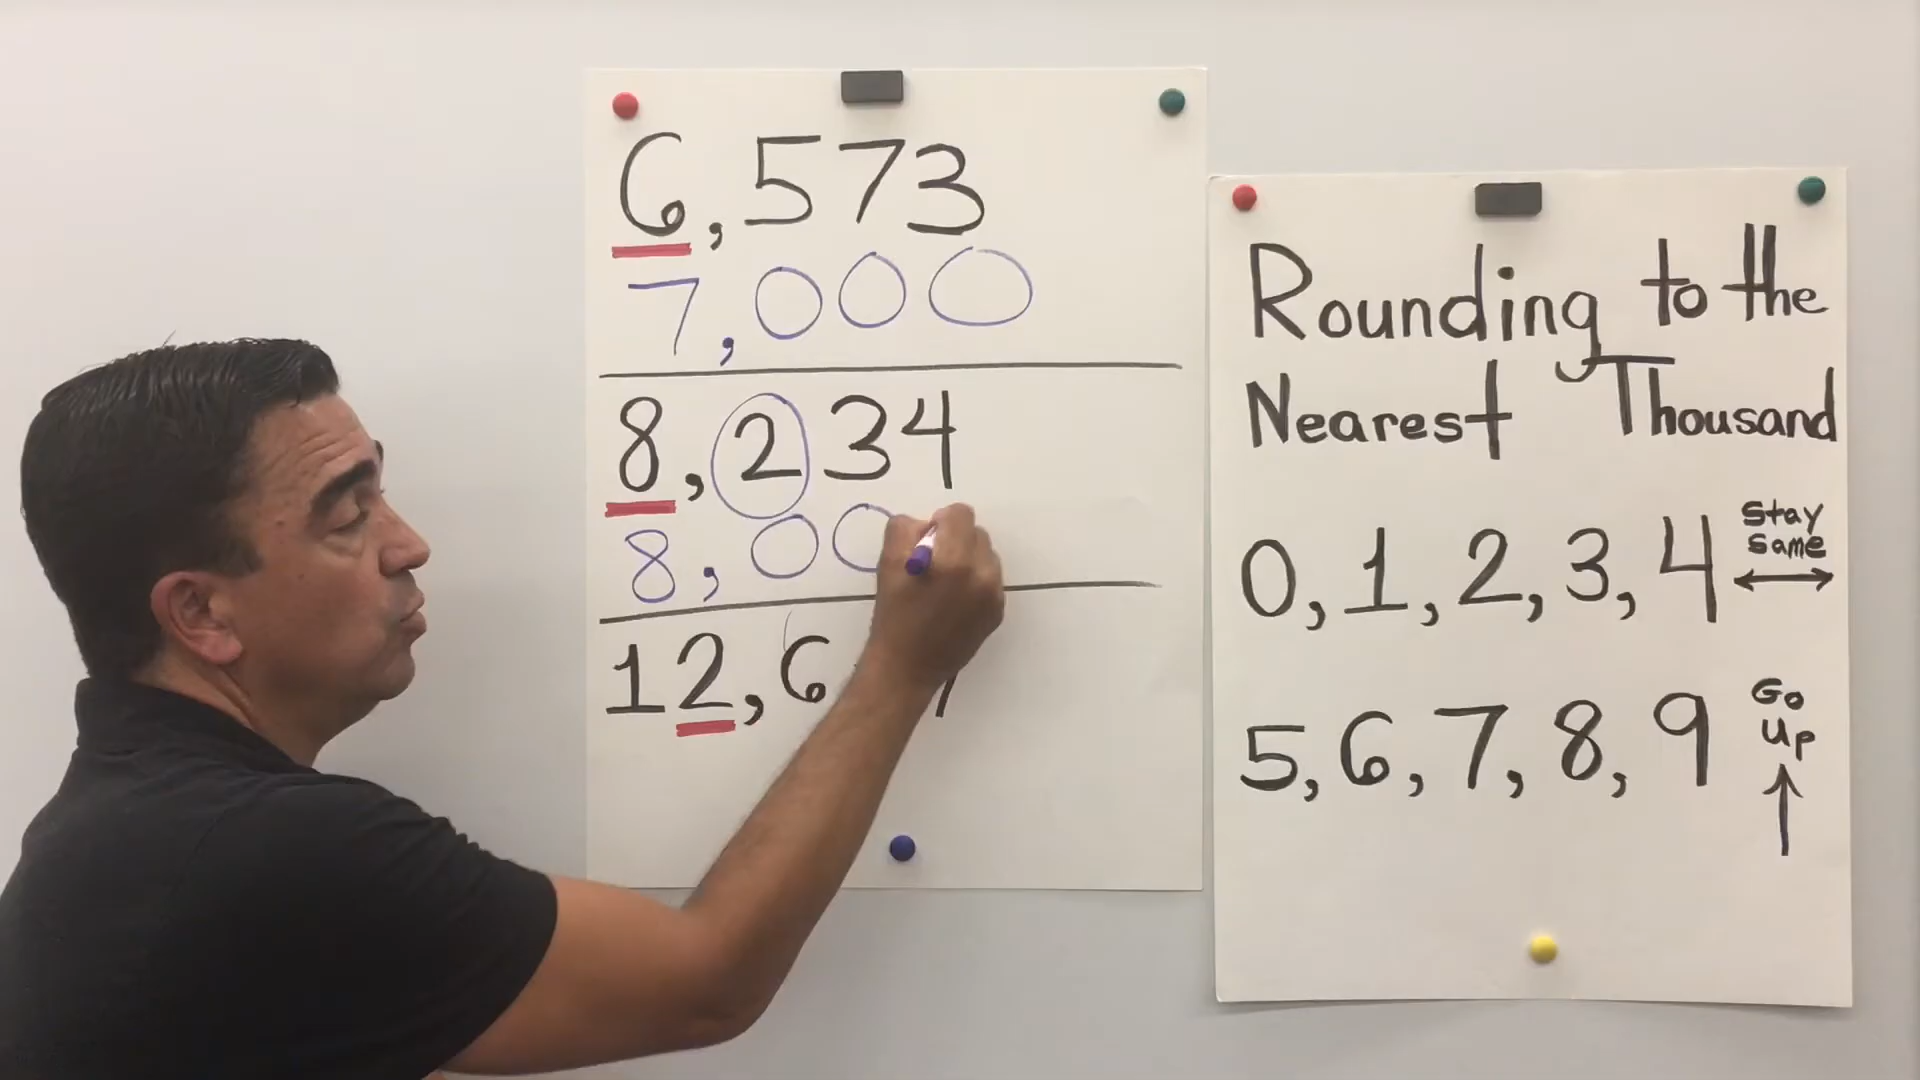 6,573
7,000
8,234
8,00
12,6
Rounding to the
Nearest Thousand
0, 1, 2, 3, 4 Stay Same
5, 6, 7, 8, 9 Go Up